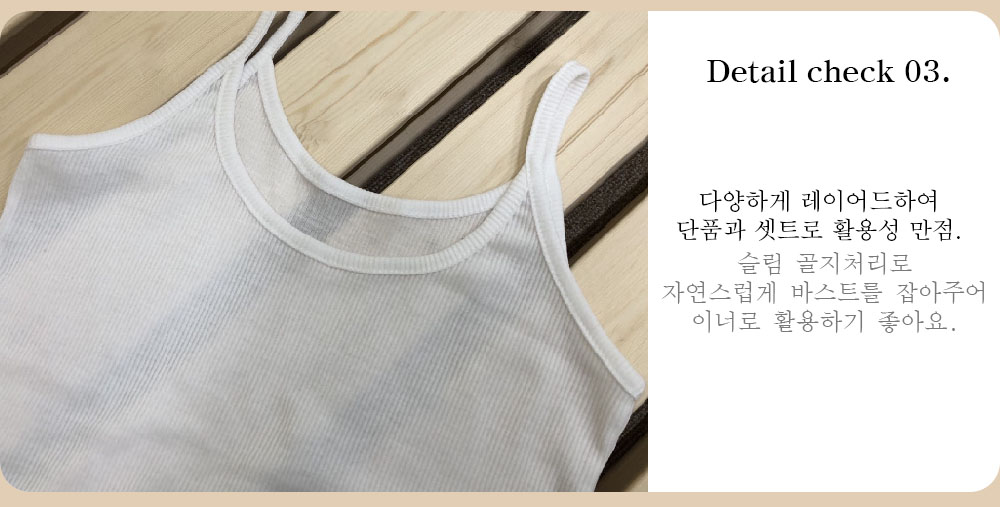 Detail check 03.
다양하게 레이어드하여
단품과 셋트로 활용성 만점.
슬림 골지처리로
자연스럽게 바스트를 잡아주어
이너로 활용하기 좋아요.